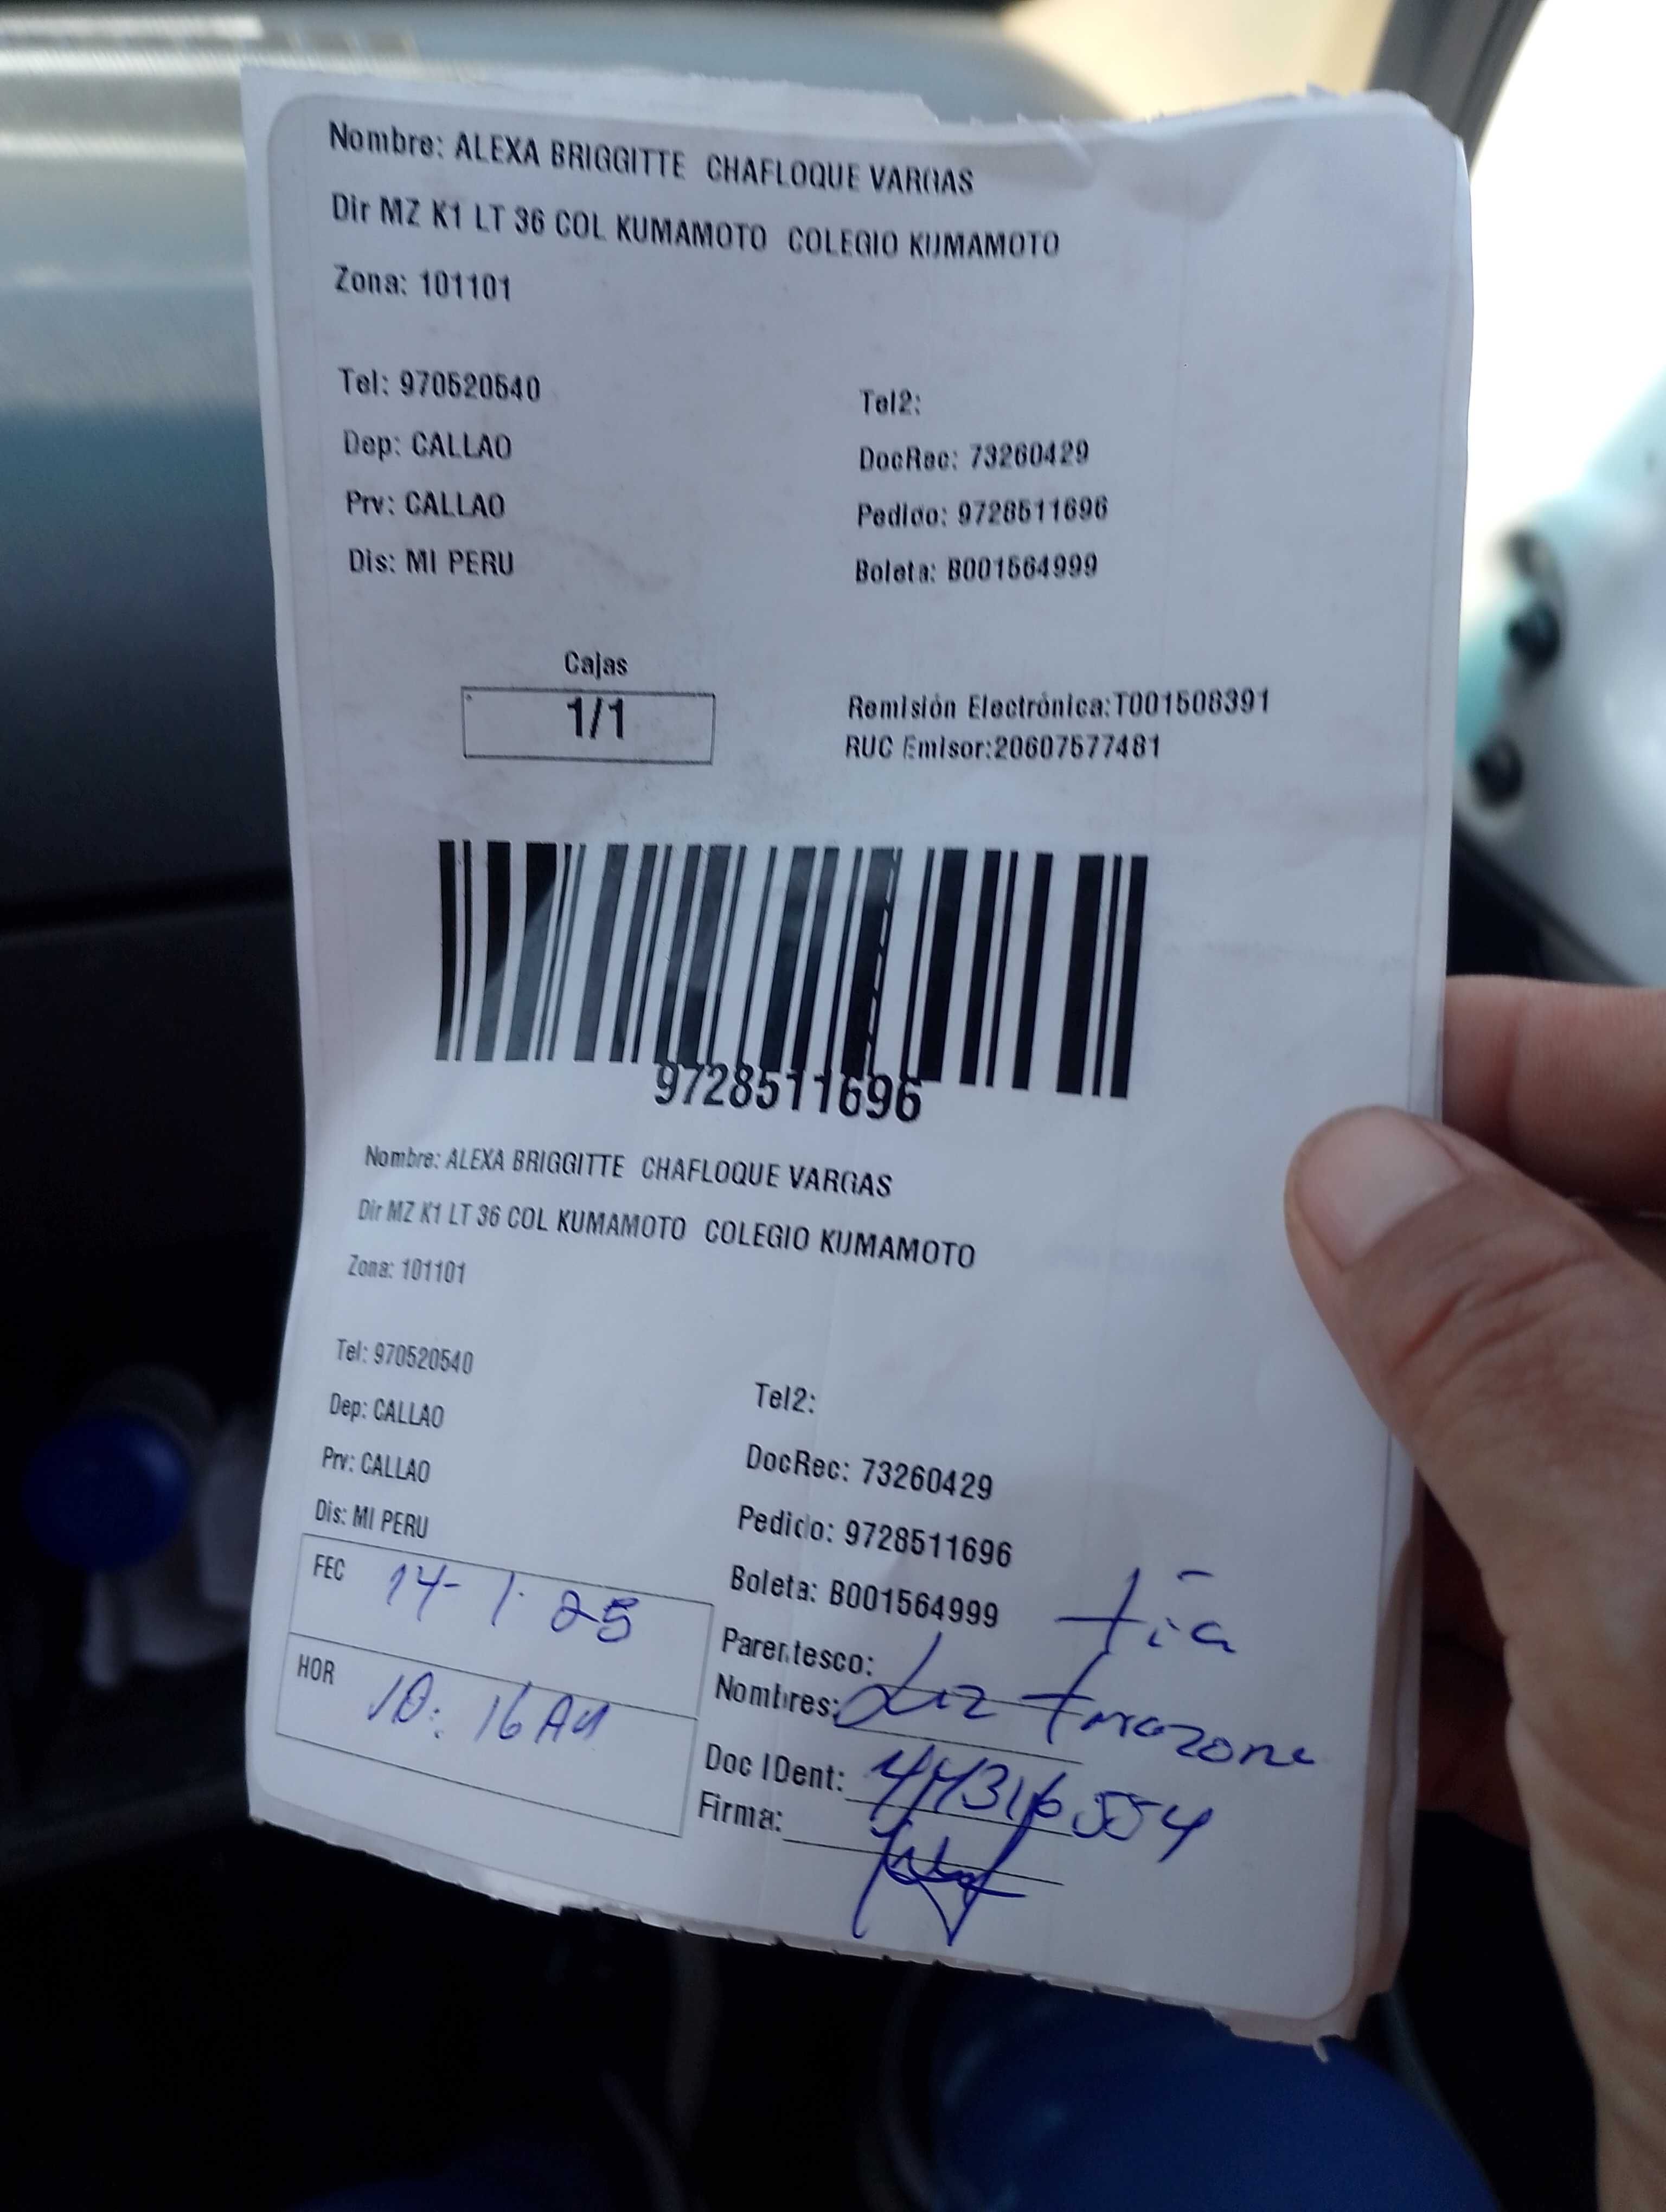 Nombre: ALEXA BRIGGITTE CHAFLOQUE VARGAS
Dir MZ K1 LT 36 COL KUMAMOTO COLEGIO KUMAMOTO
Zona: 101101
Tel: 970520540
Tel2:
Dep: CALLAO
DocRec: 73260429
Prv: CALLAO
Pedido: 9728511696
Dis: MI PERU
Boleta: B001564999
Cajas
1/1
Remisión Electrónica:T001508391
RUC Emisor:20607577481
9728511696
Nombre: ALEXA BRIGGITTE CHAFLOQUE VARGAS
Dir MZ K1 LT 36 COL KUMAMOTO COLEGIO KUMAMOTO
Zona: 101101
Tel: 970520540
Tel2:
Dep: CALLAO
DocRec: 73260429
Prv: CALLAO
Pedido: 9728511696
Dis: MI PERU
Boleta: B001564999
FEC 14-1-25
HOR 10:16AM
Parentesco: tía
Nombres: Liz
Doc IDent: 44316554
Firma: